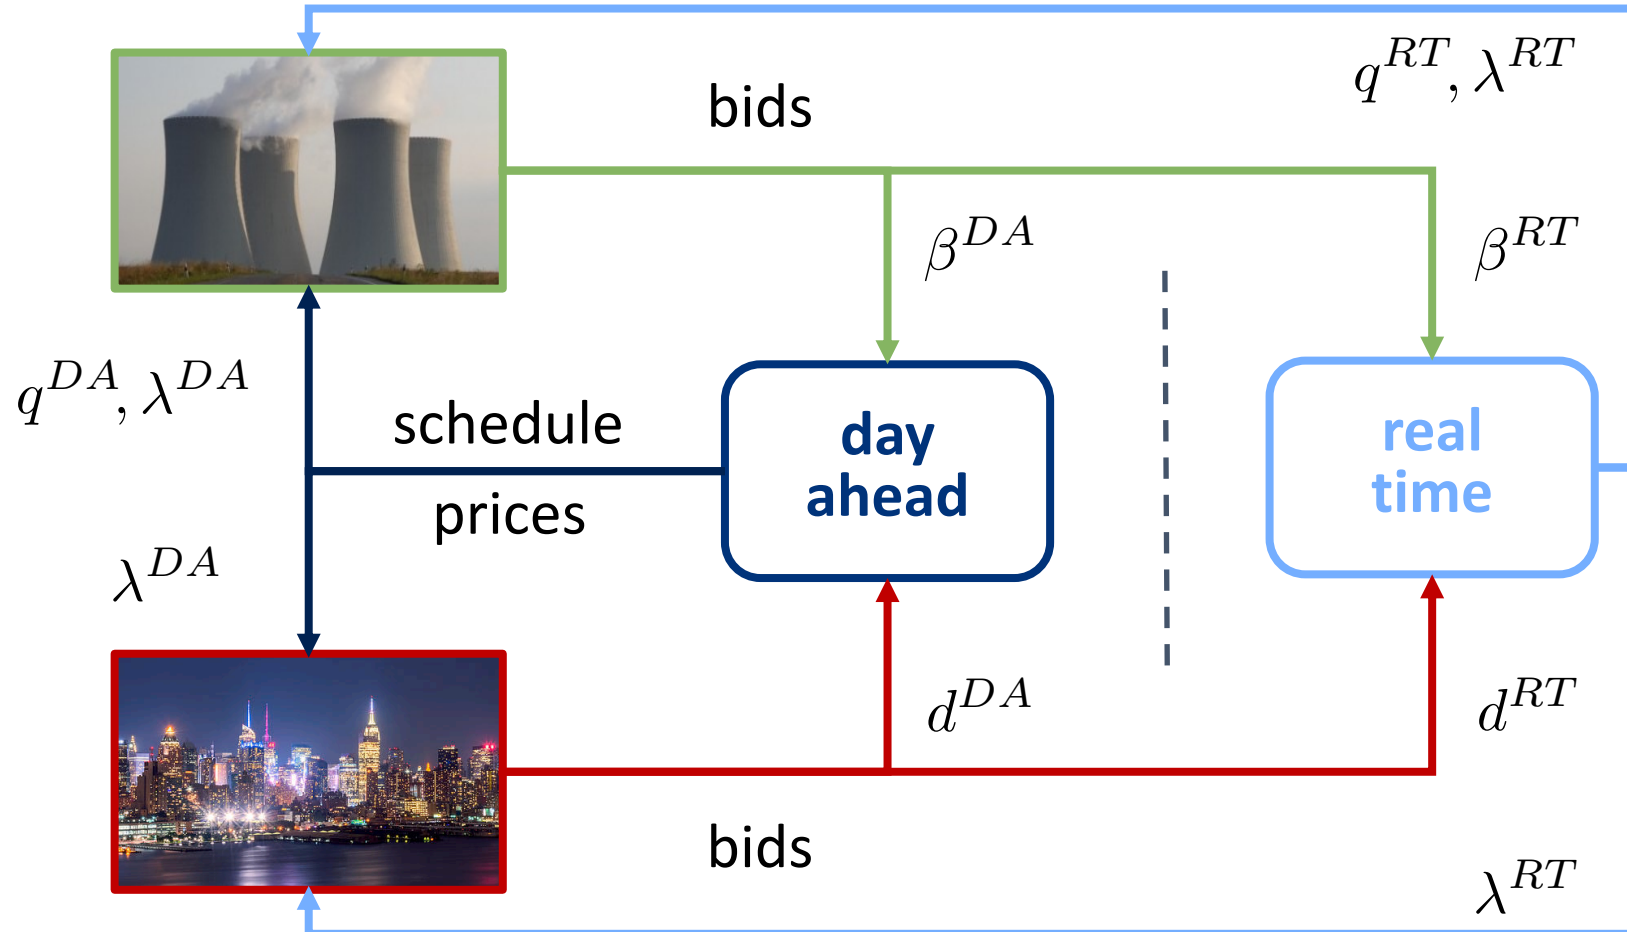 q^{RT}, λ^{RT}
bids
β^{DA}
β^{RT}
q^{DA}, λ^{DA}
schedule
prices
day
ahead
real
time
λ^{DA}
d^{DA}
d^{RT}
bids
λ^{RT}